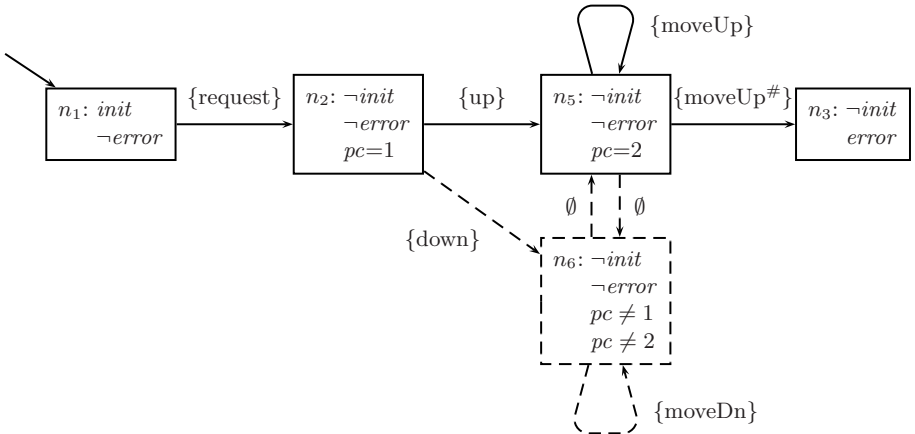 {moveUp}
{request}
{up}
{moveUp#}
n1: init
¬error
n2: ¬init
¬error
pc=1
n5: ¬init
¬error
pc=2
n3: ¬init
error
∅
∅
{down}
n6: ¬init
¬error
pc ≠ 1
pc ≠ 2
{moveDn}